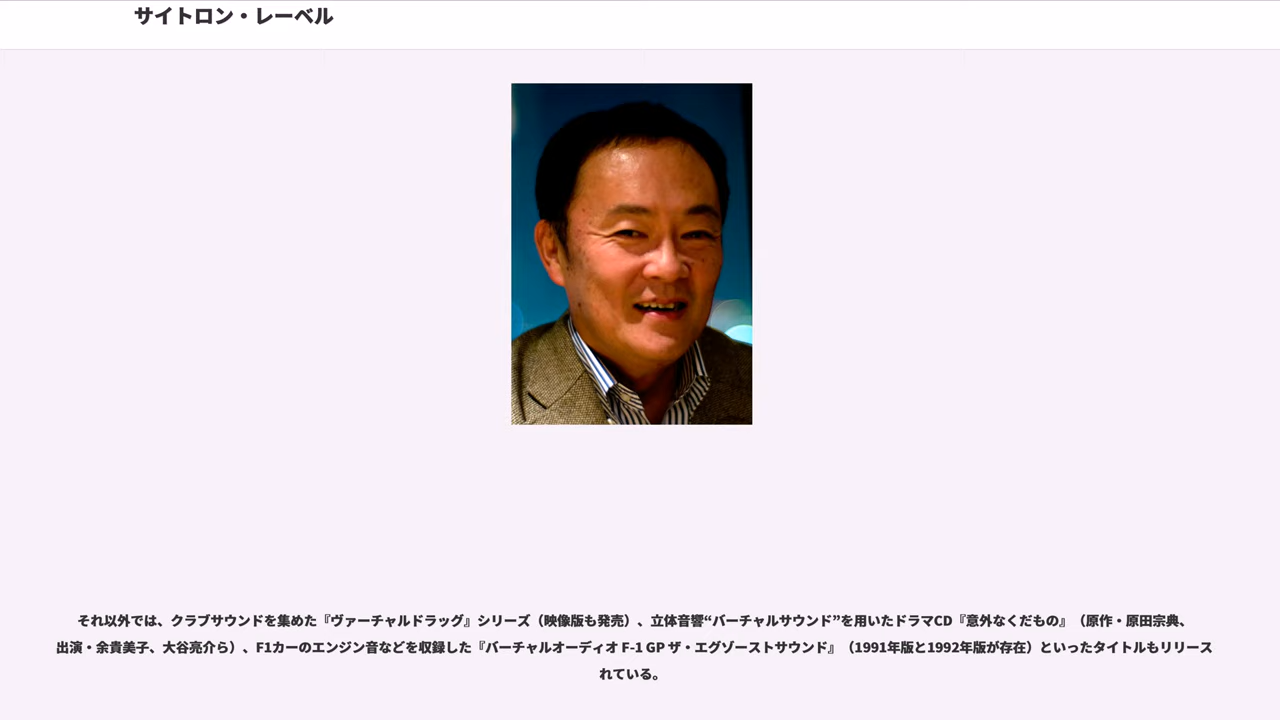 サイトロン・レーベル
それ以外では、クラブサウンドを集めた『ヴァーチャルドラッグ』シリーズ（映像版も発売）、立体音響“バーチャルサウンド”を用いたドラマCD『意外なくだもの』（原作・原田宗典、
出演・余貴美子、大谷亮介ら）、F1カーのエンジン音などを収録した『バーチャルオーディオ F-1 GP ザ・エグゾーストサウンド』（1991年版と1992年版が存在）といったタイトルもリリース
れている。